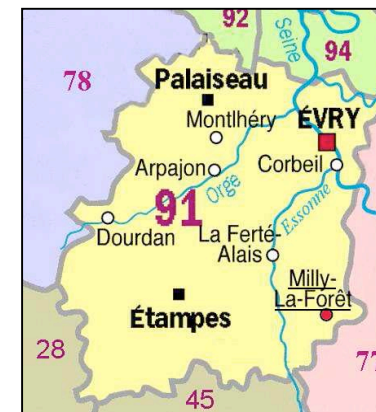 92
Seine
94
78
Palaiseau
Montlhéry
ÉVRY
Arpajon
Corbeil
Orge
91
Essonne
Dourdan
La Ferté-
Alais
Milly-
La-Forêt
Étampes
28
77
45